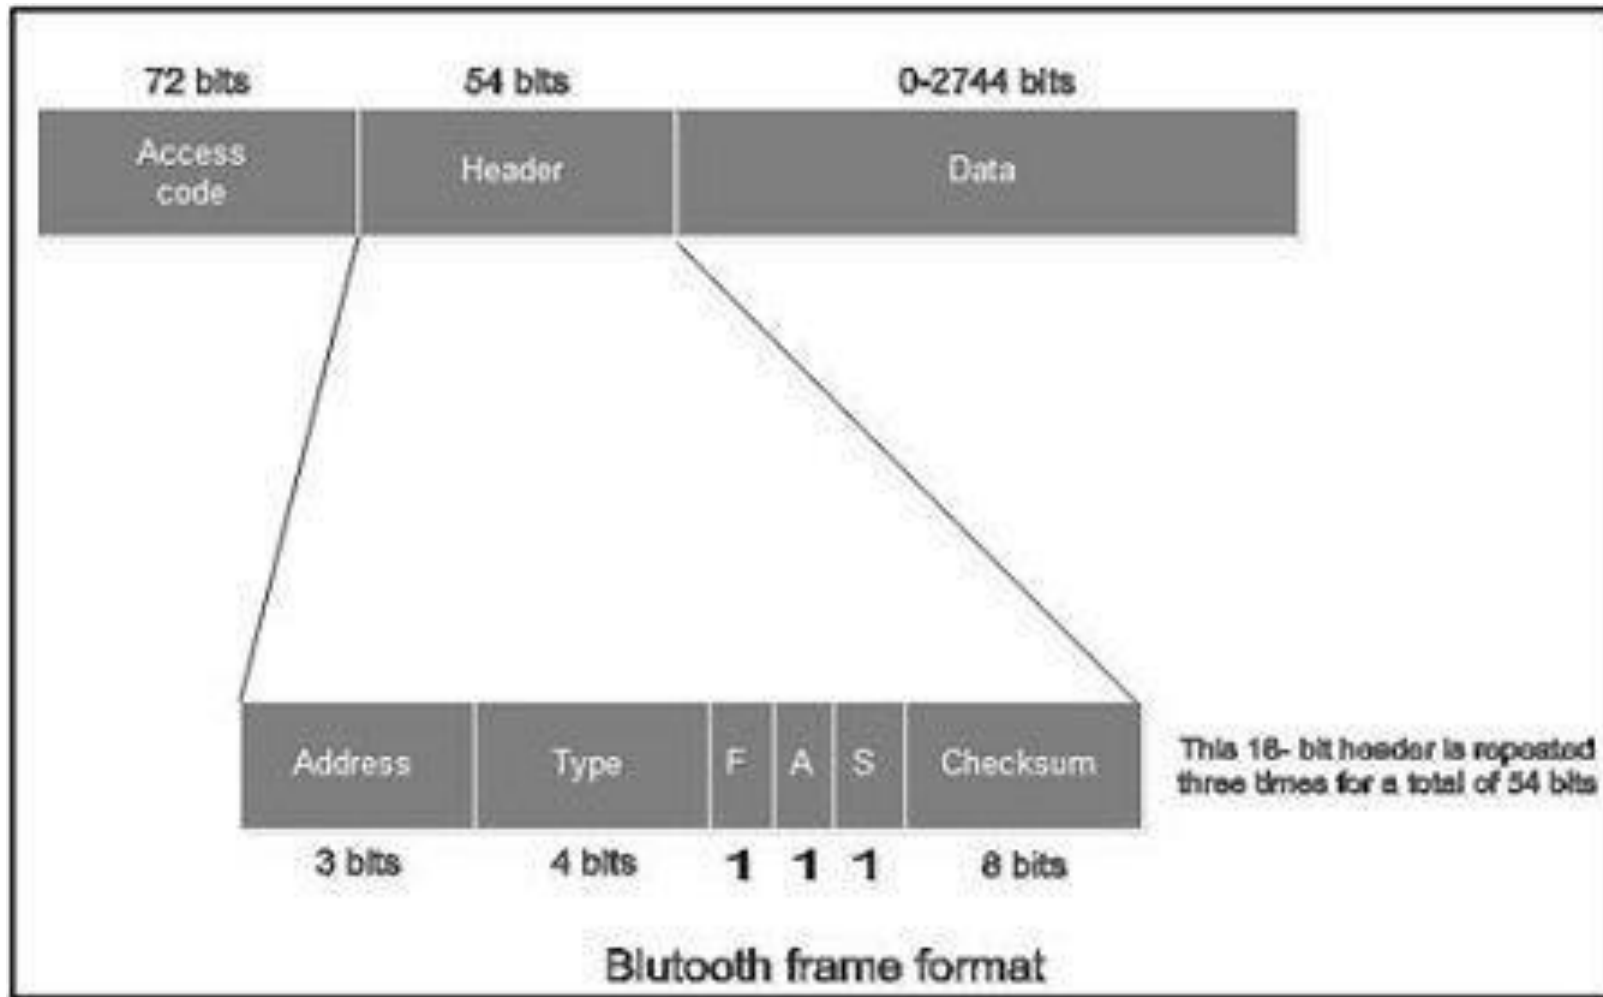 72 bits 54 bits 0-2744 bits
Access
code
Header
Data
Address Type F A S Checksum
This 18- bit header is repeated
three times for a total of 54 bits
3 bits 4 bits 1 1 1 8 bits
Blutooth frame format